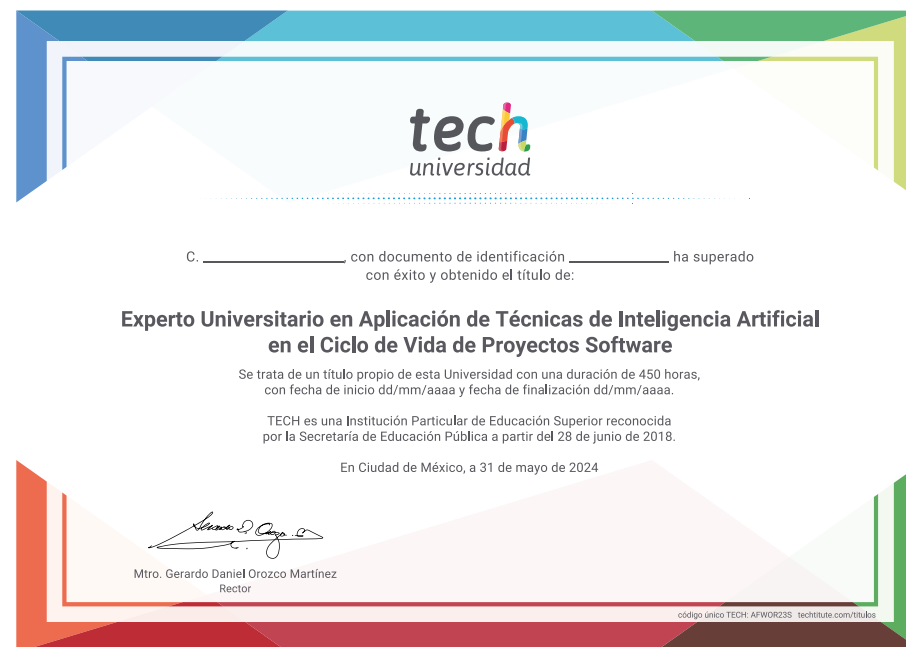 tech
universidad
C. ____________, con documento de identificación ____________ ha superado
con éxito y obtenido el título de:
Experto Universitario en Aplicación de Técnicas de Inteligencia Artificial
en el Ciclo de Vida de Proyectos Software
Se trata de un título propio de esta Universidad con una duración de 450 horas,
con fecha de inicio dd/mm/aaaa y fecha de finalización dd/mm/aaaa.
TECH es una Institución Particular de Educación Superior reconocida
por la Secretaría de Educación Pública a partir del 28 de junio de 2018.
En Ciudad de México, a 31 de mayo de 2024
Mtro. Gerardo Daniel Orozco Martínez
Rector
código único TECH: AFWOR23S techtitute.com/titulos